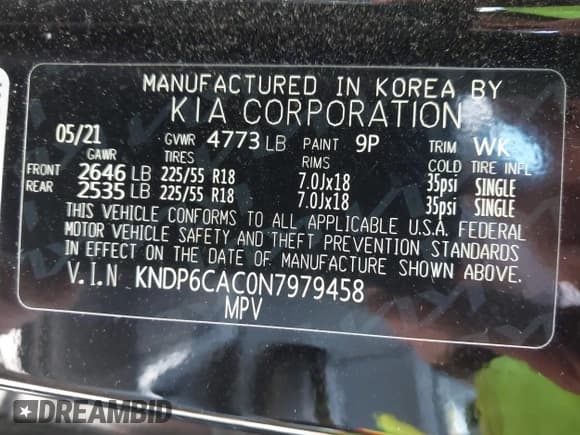 MANUFACTURED IN KOREA BY
KIA CORPORATION
05/21 GVWR 4773 LB PAINT 9P TRIM WK
GAWR TIRES RIMS COLD TIRE INFL
FRONT 2646 LB 225/55 R18 7.0Jx18 35psi SINGLE
REAR 2535 LB 225/55 R18 7.0Jx18 35psi SINGLE
THIS VEHICLE CONFORMS TO ALL APPLICABLE U.S.A. FEDERAL
MOTOR VEHICLE SAFETY AND THEFT PREVENTION STANDARDS
IN EFFECT ON THE DATE OF MANUFACTURE SHOWN ABOVE.
V.I.N KNDP6CAC0N7979458
MPV
DREAMBID